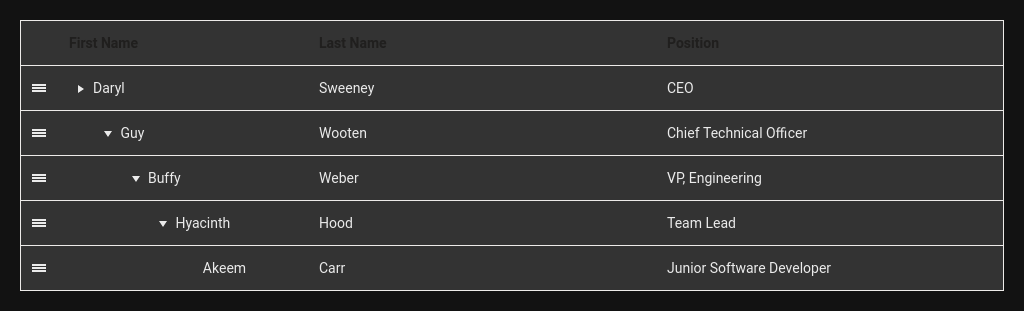 First Name Last Name Position
Daryl Sweeney CEO
Guy Wooten Chief Technical Officer
Buffy Weber VP, Engineering
Hyacinth Hood Team Lead
Akeem Carr Junior Software Developer